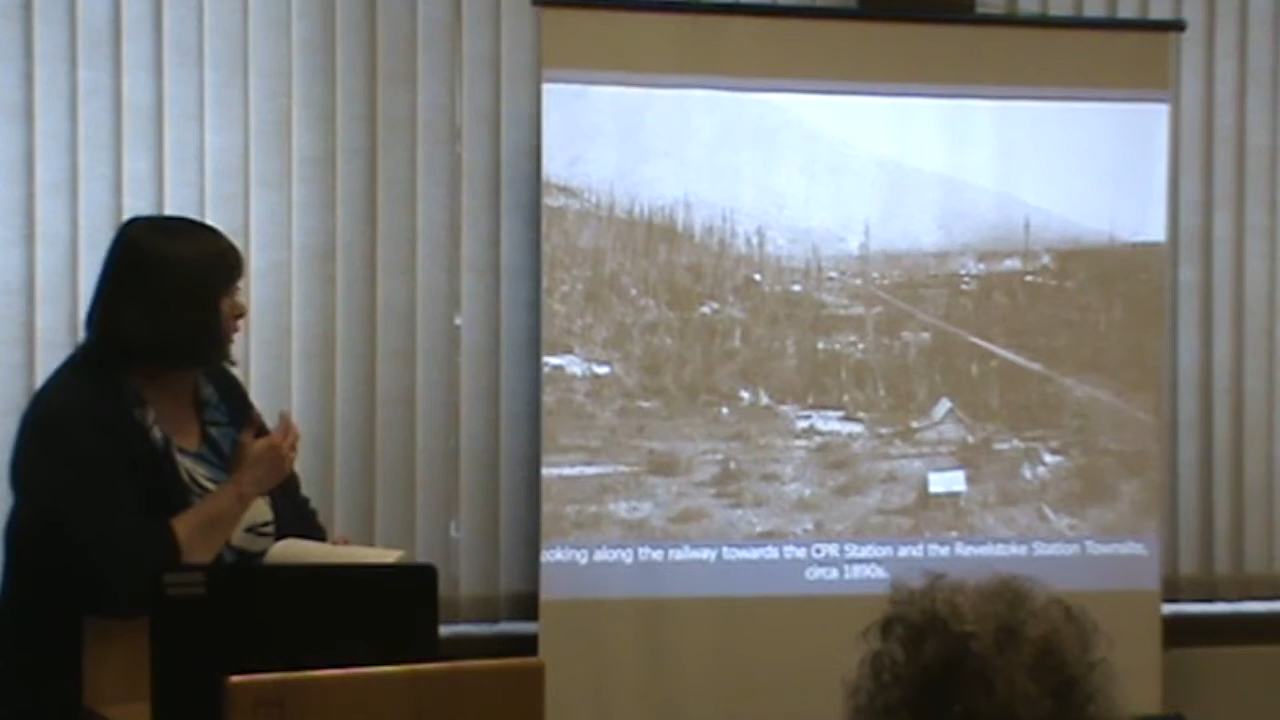 ooking along the railway towards the CPR Station and the Revelstoke Station Townsite,
circa 1890s.